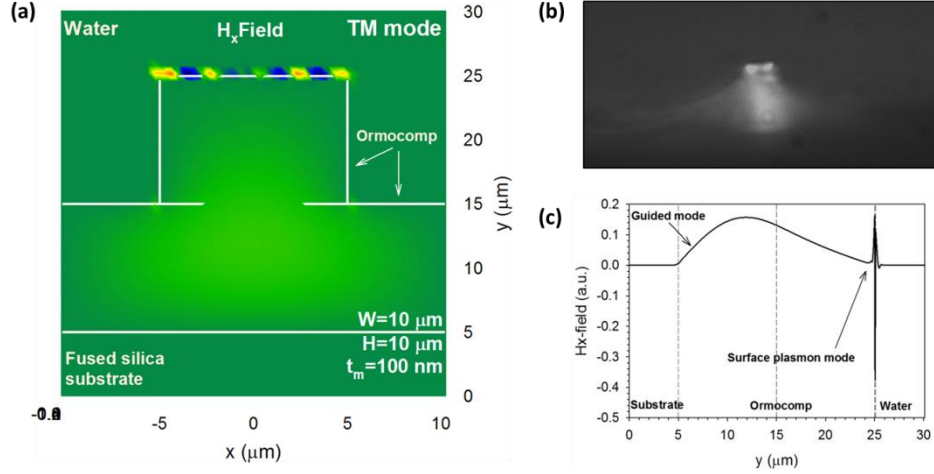 (a)
Water
HxField
TM mode
Ormocomp
W=10 μm
H=10 μm
tm=100 nm
Fused silica
substrate
30
25
20
15
10
5
0
y (μm)
-5
0
5
10
x (μm)
(b)
(c)
0.2
0.1
0.0
-0.1
-0.2
-0.3
-0.4
-0.5
Hx-field (a.u.)
Guided mode
Surface plasmon mode
Substrate
Ormocomp
Water
0
5
10
15
20
25
30
y (μm)